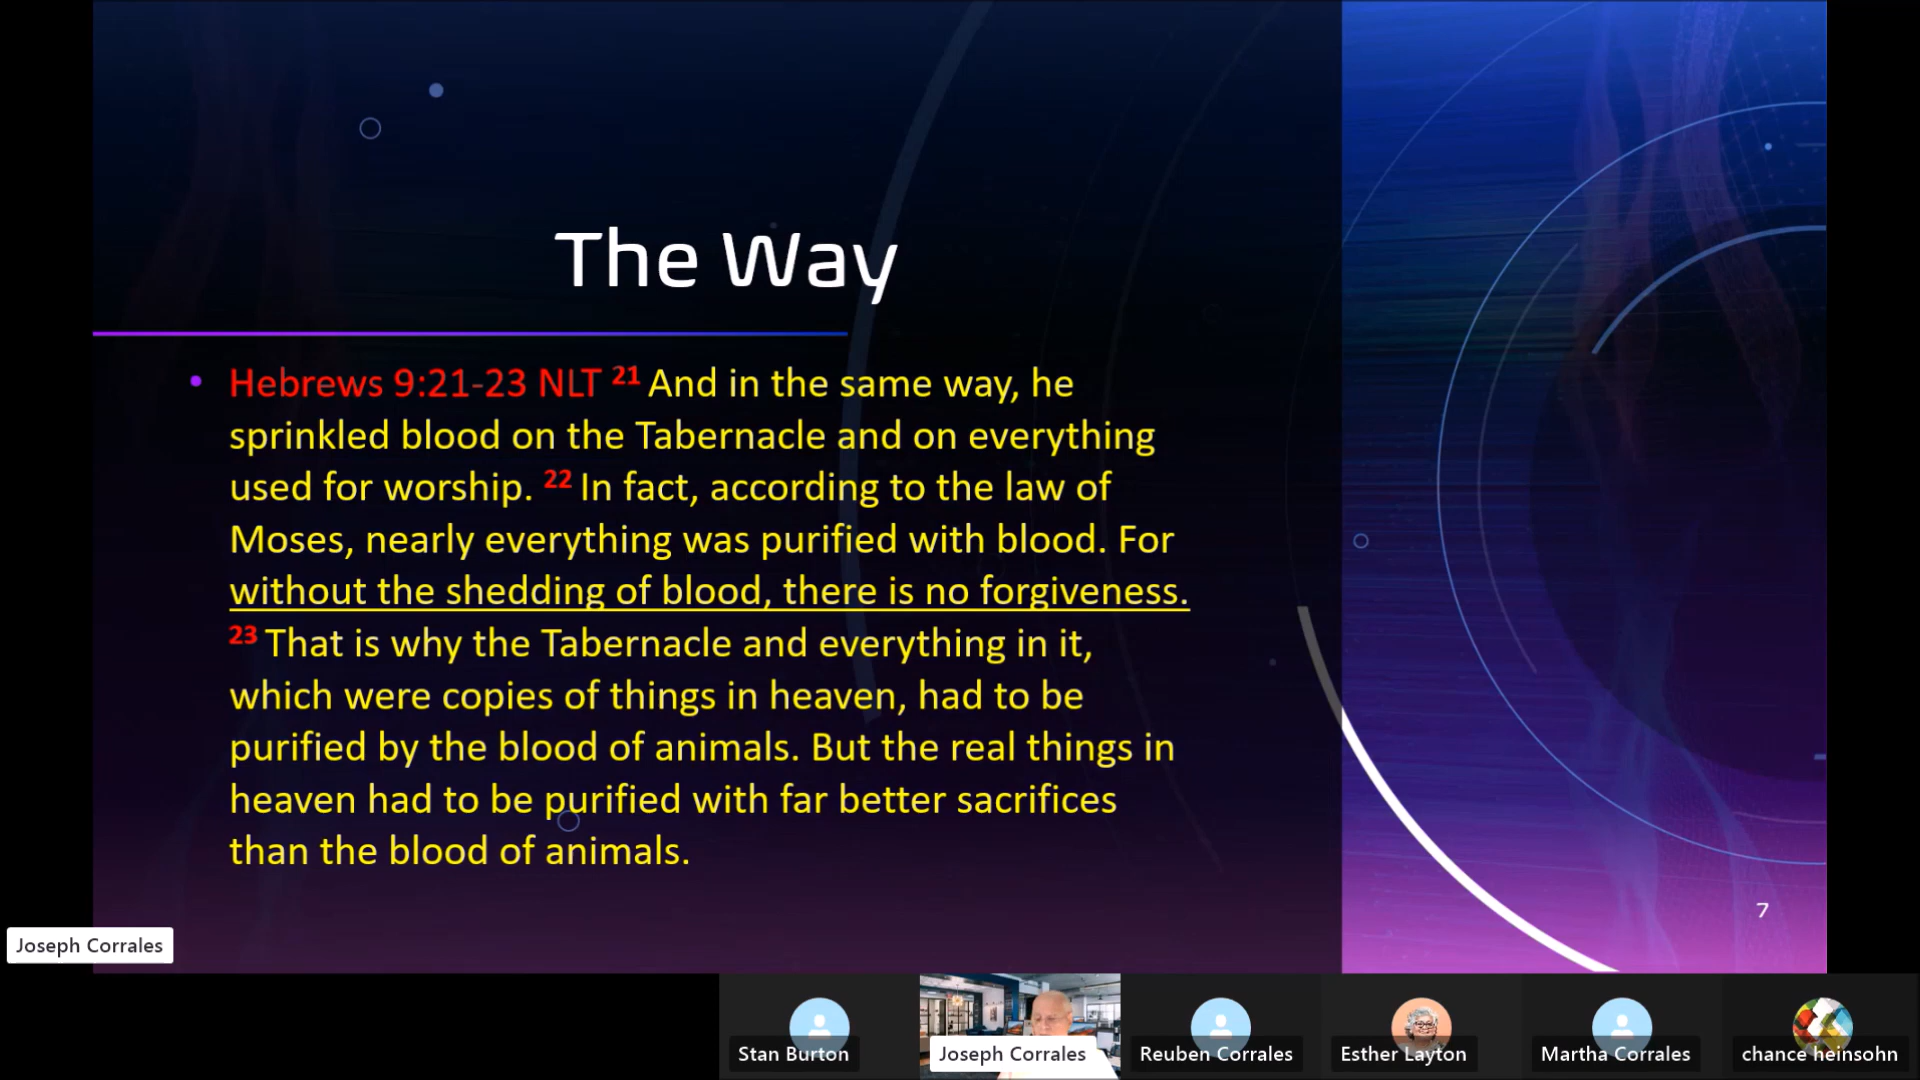 The Way
• Hebrews 9:21-23 NLT 21 And in the same way, he
sprinkled blood on the Tabernacle and on everything
used for worship. 22 In fact, according to the law of
Moses, nearly everything was purified with blood. For
without the shedding of blood, there is no forgiveness.
23 That is why the Tabernacle and everything in it,
which were copies of things in heaven, had to be
purified by the blood of animals. But the real things in
heaven had to be purified with far better sacrifices
than the blood of animals.
7
Joseph Corrales
Stan Burton
Joseph Corrales
Reuben Corrales
Esther Layton
Martha Corrales
chance heinsohn